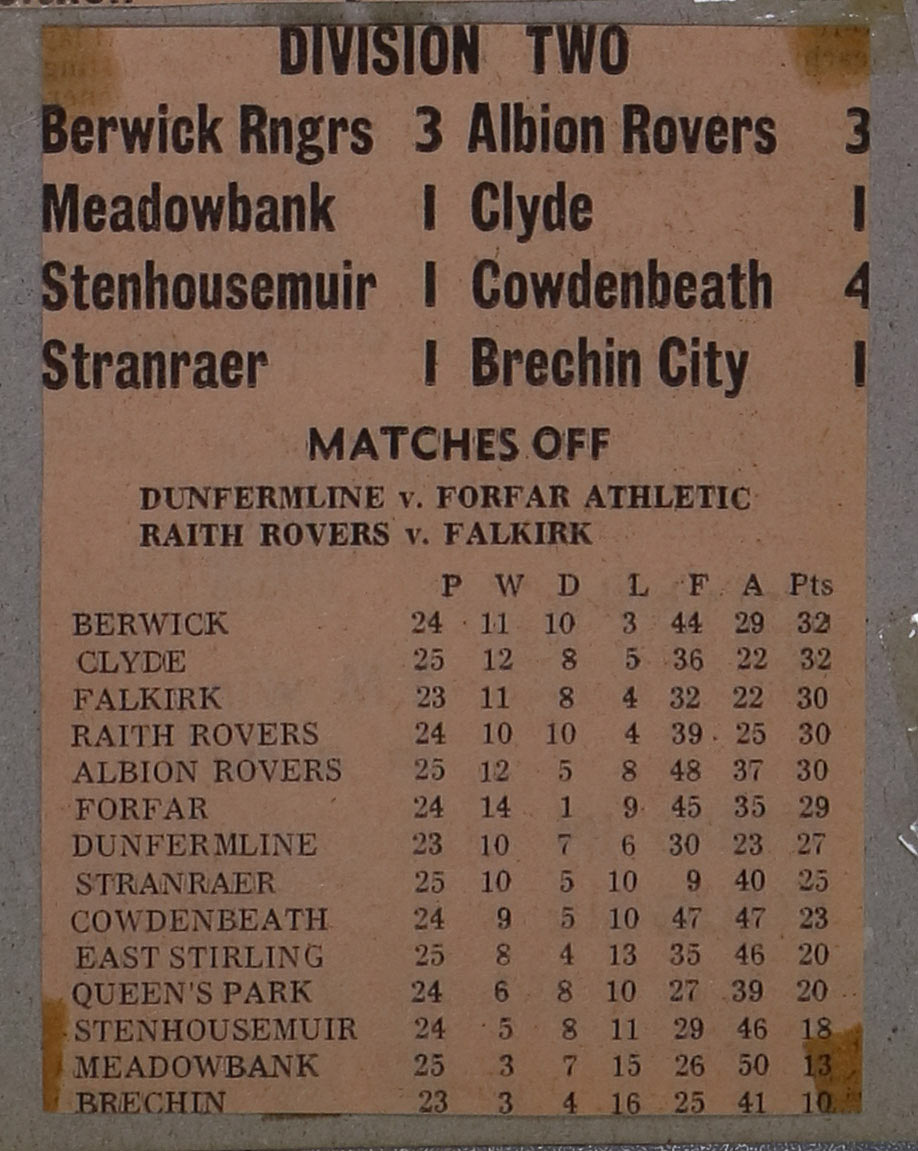 DIVISION TWO
Berwick Rngrs 3 Albion Rovers 3
Meadowbank 1 Clyde 1
Stenhousemuir 1 Cowdenbeath 4
Stranraer 1 Brechin City 1
MATCHES OFF
DUNFERMLINE v. FORFAR ATHLETIC
RAITH ROVERS v. FALKIRK
P W D L F A Pts
BERWICK 24 11 10 3 44 29 32
CLYDE 25 12 8 5 36 22 32
FALKIRK 23 11 8 4 32 22 30
RAITH ROVERS 24 10 10 4 39 25 30
ALBION ROVERS 25 12 5 8 48 37 30
FORFAR 24 14 1 9 45 35 29
DUNFERMLINE 23 10 7 6 30 23 27
STRANRAER 25 10 5 10 9 40 25
COWDENBEATH 24 9 5 10 47 47 23
EAST STIRLING 25 8 4 13 35 46 20
QUEEN'S PARK 24 6 8 10 27 39 20
STENHOUSEMUIR 24 5 8 11 29 46 18
MEADOWBANK 25 3 7 15 26 50 13
BRECHIN 23 3 4 16 25 41 10